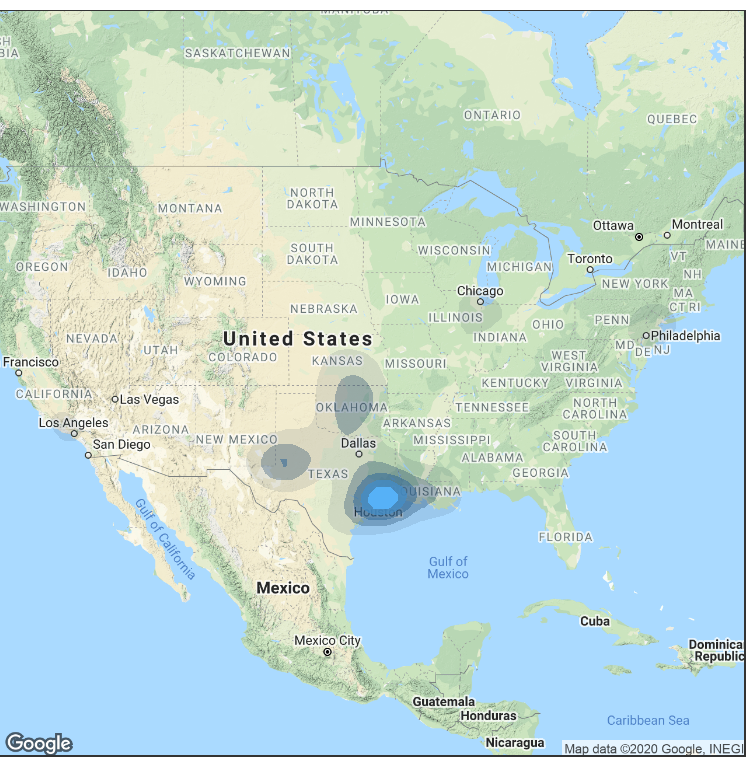 MANITOBA
SASKATCHEWAN
ONTARIO
QUEBEC
WASHINGTON
MONTANA
NORTH
DAKOTA
MINNESOTA
Ottawa
Montreal
MAINE
OREGON
IDAHO
SOUTH
DAKOTA
WISCONSIN
MICHIGAN
Toronto
VT
NH
WYOMING
NEW YORK
MA
CT RI
Chicago
IOWA
NEBRASKA
ILLINOIS
INDIANA
OHIO
PENN
Philadelphia
MD
DE
NJ
NEVADA
UTAH
United States
COLORADO
KANSAS
MISSOURI
WEST
VIRGINIA
KENTUCKY
VIRGINIA
Francisco
CALIFORNIA
Las Vegas
OKLAHOMA
ARKANSAS
TENNESSEE
NORTH
CAROLINA
Los Angeles
San Diego
ARIZONA
NEW MEXICO
Dallas
MISSISSIPPI
ALABAMA
SOUTH
CAROLINA
GEORGIA
TEXAS
OUISIANA
Houston
FLORIDA
Gulf of
California
Gulf of
Mexico
Mexico
Mexico City
Cuba
Dominican
Republic
Guatemala
Honduras
Nicaragua
Caribbean Sea
Google
Map data ©2020 Google, INEGI